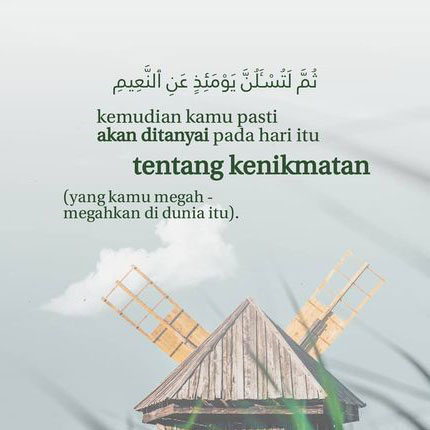 ثُمَّ لَتُسْـَٔلُنَّ يَوْمَئِذٍ عَنِ ٱلنَّعِيمِ
kemudian kamu pasti
akan ditanyai pada hari itu
tentang kenikmatan
(yang kamu megah -
megahkan di dunia itu).